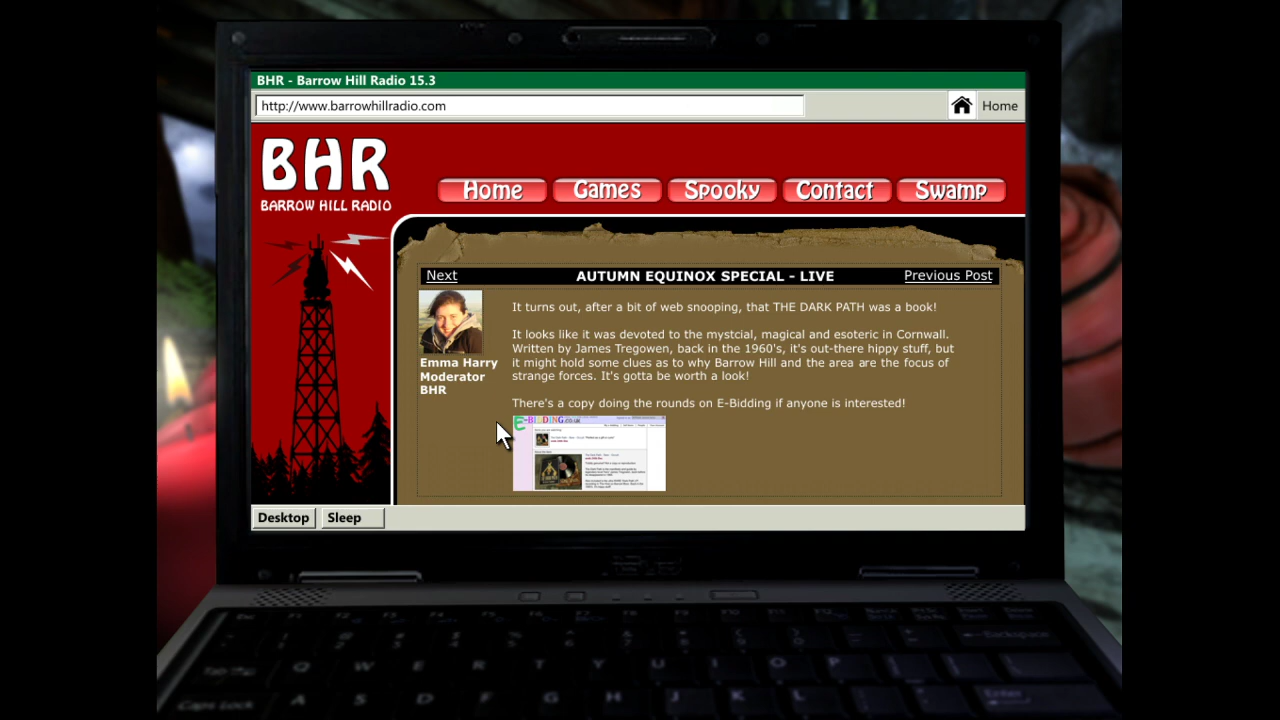 BHR - Barrow Hill Radio 15.3
http://www.barrowhillradio.com
Home
BHR
BARROW HILL RADIO
Home Games Spooky Contact Swamp
Next AUTUMN EQUINOX SPECIAL - LIVE Previous Post
Emma Harry
Moderator
BHR
It turns out, after a bit of web snooping, that THE DARK PATH was a book!
It looks like it was devoted to the mystcial, magical and esoteric in Cornwall.
Written by James Tregowen, back in the 1960's, it's out-there hippy stuff, but
it might hold some clues as to why Barrow Hill and the area are the focus of
strange forces. It's gotta be worth a look!
There's a copy doing the rounds on E-Bidding if anyone is interested!
E-BIDDING.co.uk
Desktop Sleep
Q W E R T Y U I O P
Caps Lock A S D F G H J K L Enter
Backspace